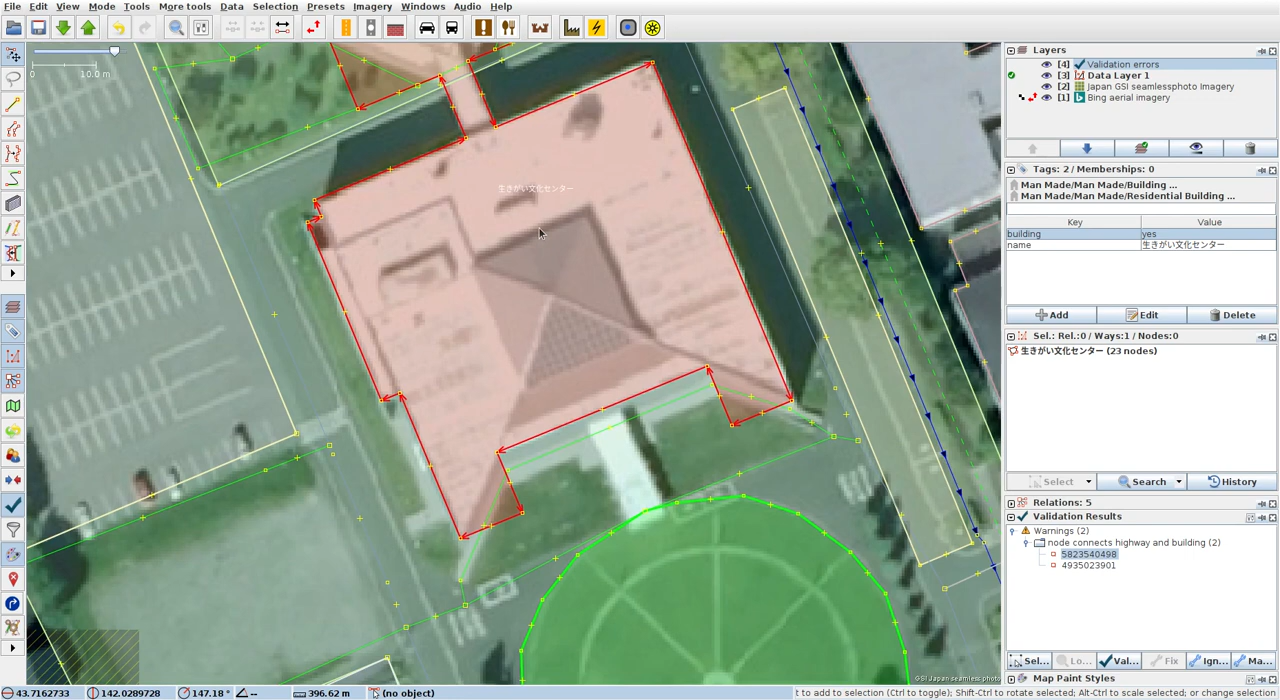 File Edit View Mode Tools More tools Data Selection Presets Imagery Windows Audio Help
0 10.0 m
生きがい文化センター
©GSI Japan seamless photo
Layers
[4] Validation errors
[3] Data Layer 1
[2] Japan GSI seamlessphoto Imagery
[1] Bing aerial imagery
Tags: 2 / Memberships: 0
Man Made/Man Made/Building ...
Man Made/Man Made/Residential Building ...
Key Value
building yes
name 生きがい文化センター
Add Edit Delete
Sel.: Rel.:0 / Ways:1 / Nodes:0
生きがい文化センター (23 nodes)
Select Search History
Relations: 5
Validation Results
Warnings (2)
node connects highway and building (2)
5823540498
4935023901
Sel... Lo... Val... Fix Ign... Ma...
Map Paint Styles
43.7162733 142.0289728 147.18 ° -- 396.62 m (no object) t to add to selection (Ctrl to toggle); Shift-Ctrl to rotate selected; Alt-Ctrl to scale selected; or change selection